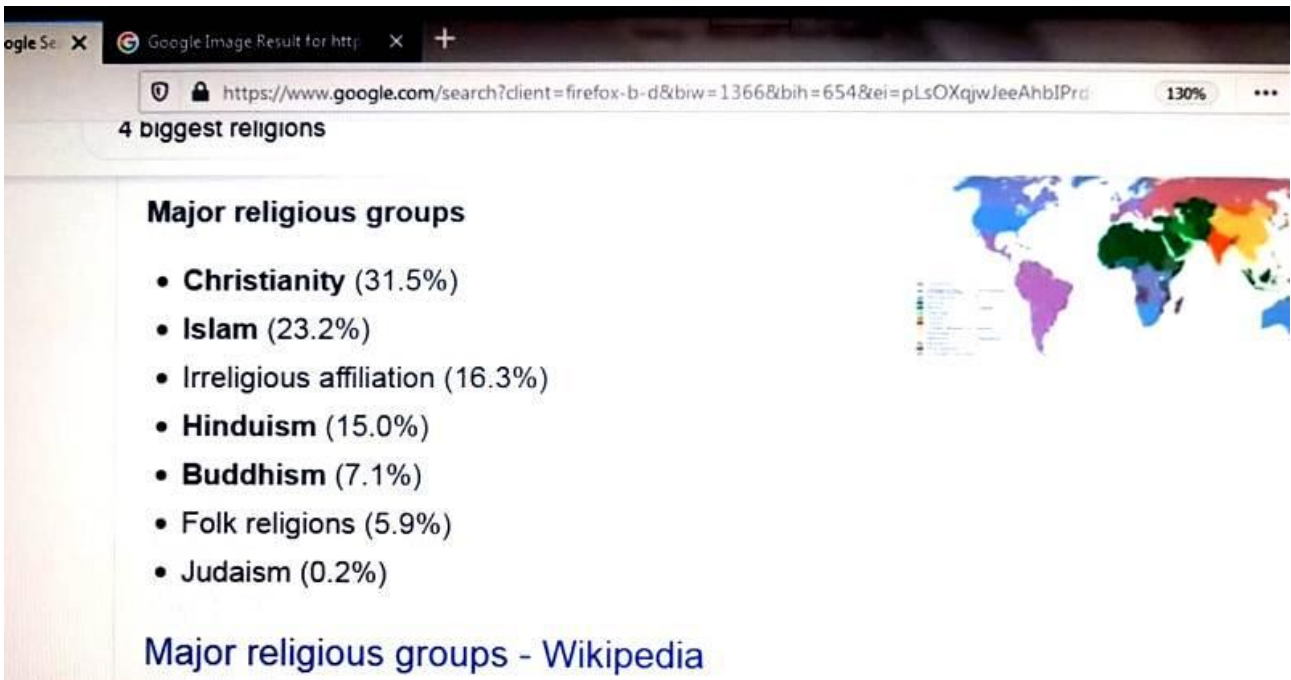 ogle Se
Google Image Result for http
https://www.google.com/search?client=firefox-b-d&biw=1366&bih=654&ei=pLsOXqjwJeeAhbIPrd
130%
4 biggest religions
Major religious groups
• Christianity (31.5%)
• Islam (23.2%)
• Irreligious affiliation (16.3%)
• Hinduism (15.0%)
• Buddhism (7.1%)
• Folk religions (5.9%)
• Judaism (0.2%)
Major religious groups - Wikipedia